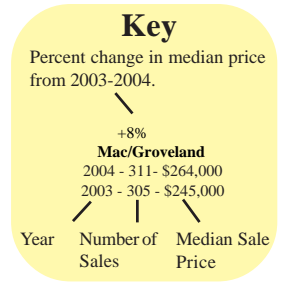 Key
Percent change in median price
from 2003-2004.
+8%
Mac/Groveland
2004 - 311- $264,000
2003 - 305 - $245,000
Year
Number of
Sales
Median Sale
Price